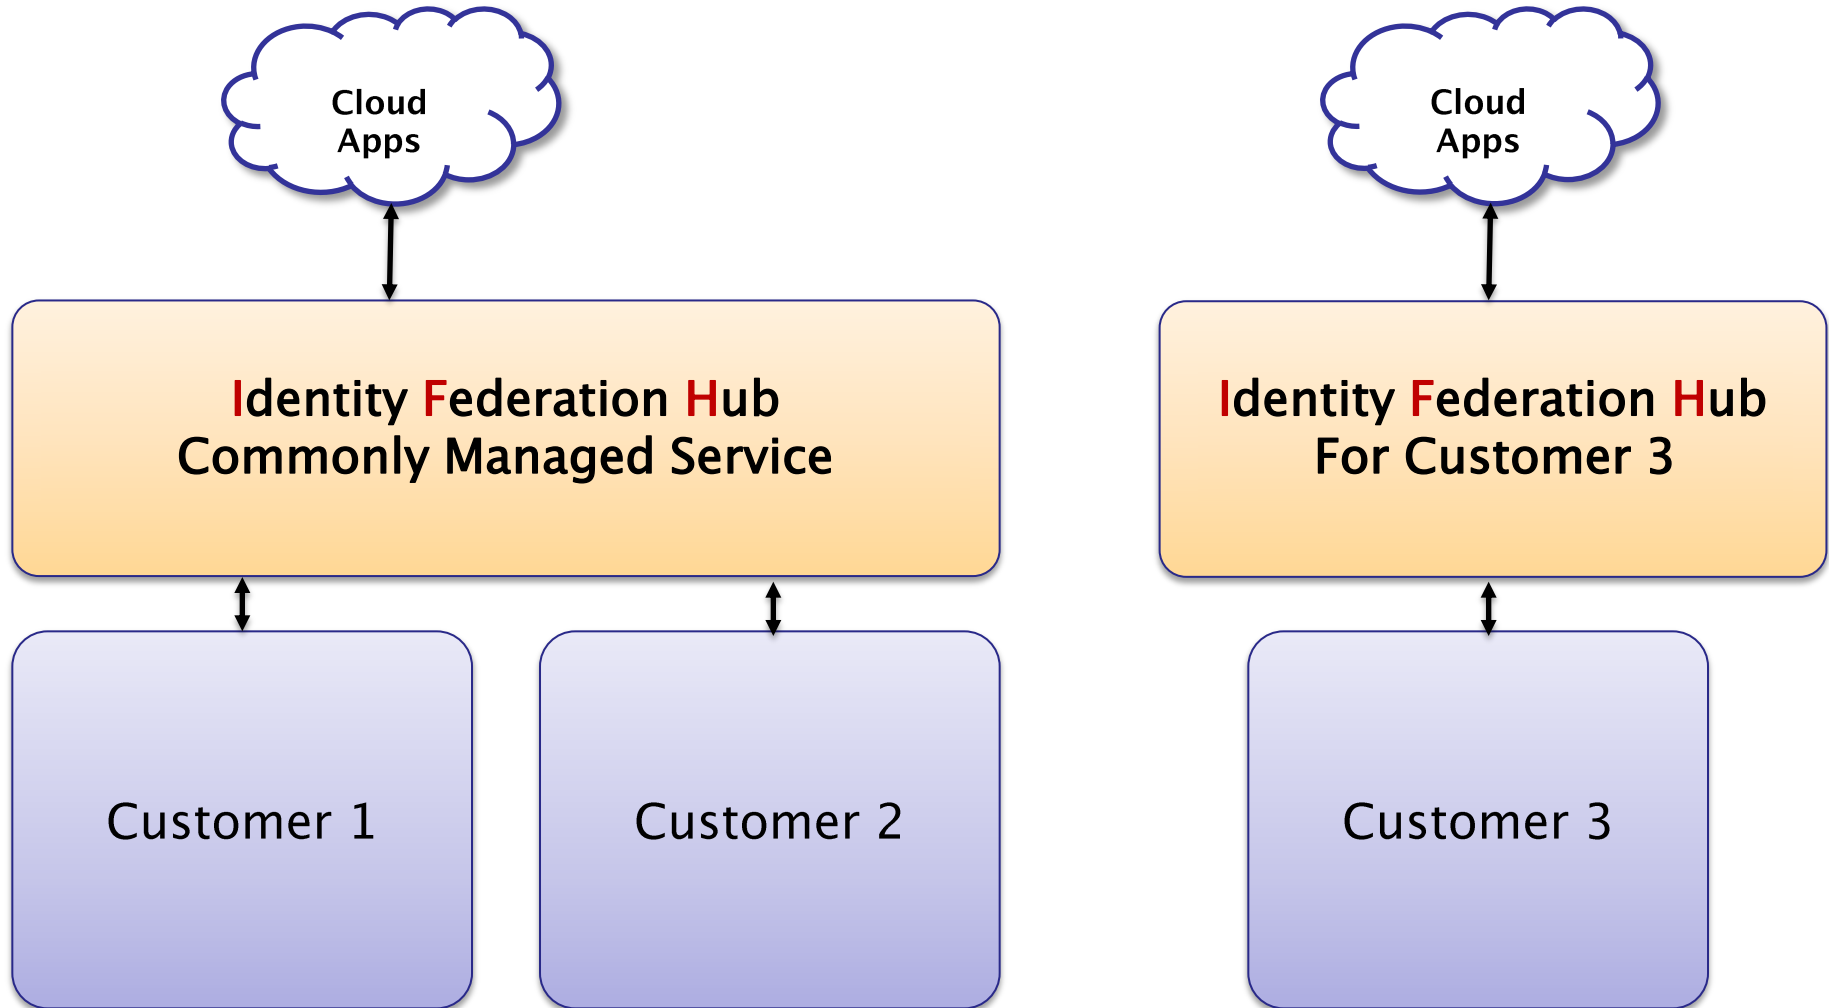 Cloud
Apps
Cloud
Apps
Identity Federation Hub
Commonly Managed Service
Identity Federation Hub
For Customer 3
Customer 1
Customer 2
Customer 3